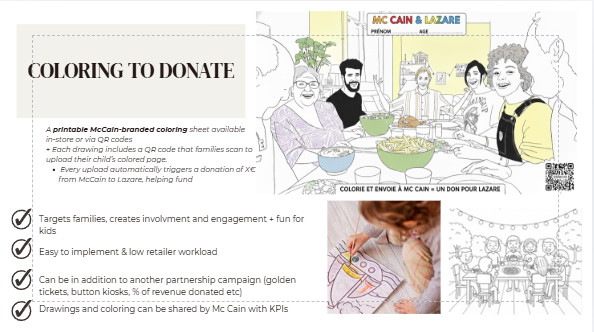 COLORING TO DONATE
A printable McCain-branded coloring sheet available
in-store or via QR codes
+ Each drawing includes a QR code that families scan to
upload their child's colored page.
• Every upload automatically triggers a donation of X€
from McCain to Lazare, helping fund
MC CAIN & LAZARE
PRÉNOM AGE
COLORIE ET ENVOIE À MC CAIN = UN DON POUR LAZARE
Targets families, creates involvment and engagement + fun for
kids
Easy to implement & low retailer workload
Can be in addition to another partnership campaign (golden
tickets, button kiosks, % of revenue donated etc)
Drawings and coloring can be shared by Mc Cain with KPIs